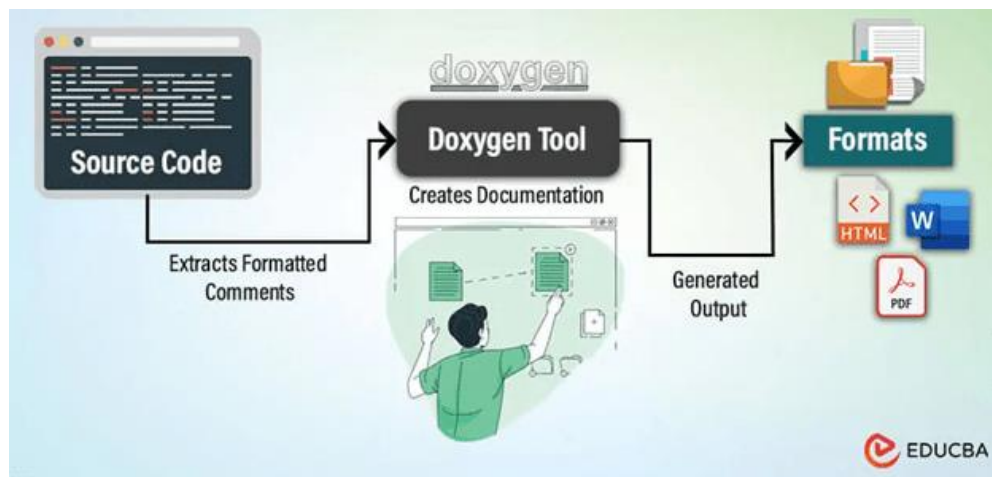 doxygen
Source Code
Doxygen Tool
Formats
Creates Documentation
Extracts Formatted
Comments
Generated
Output
< >
HTML
W
PDF
EDUCBA